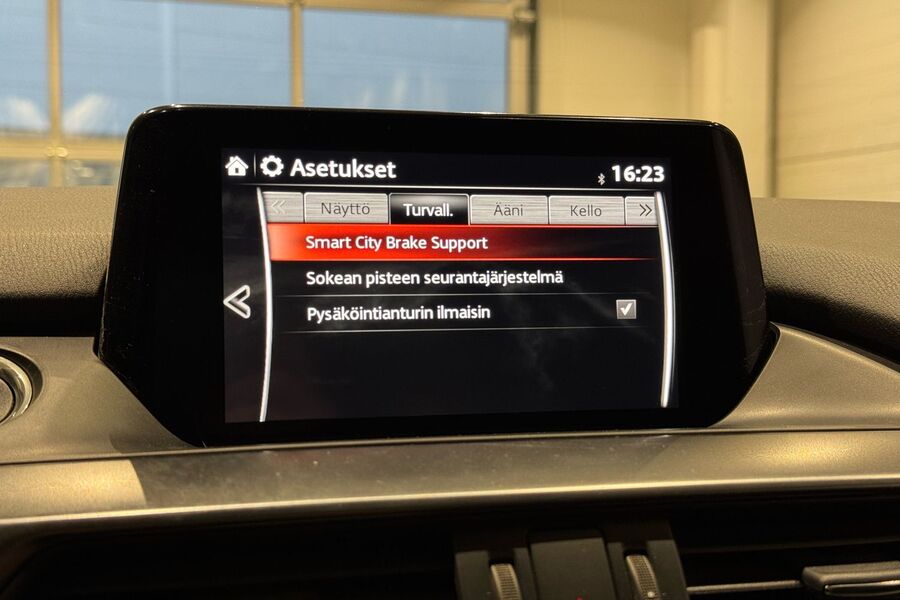 Asetukset
16:23
Näyttö Turvall. Ääni Kello
Smart City Brake Support
Sokean pisteen seurantajärjestelmä
Pysäköintianturin ilmaisin